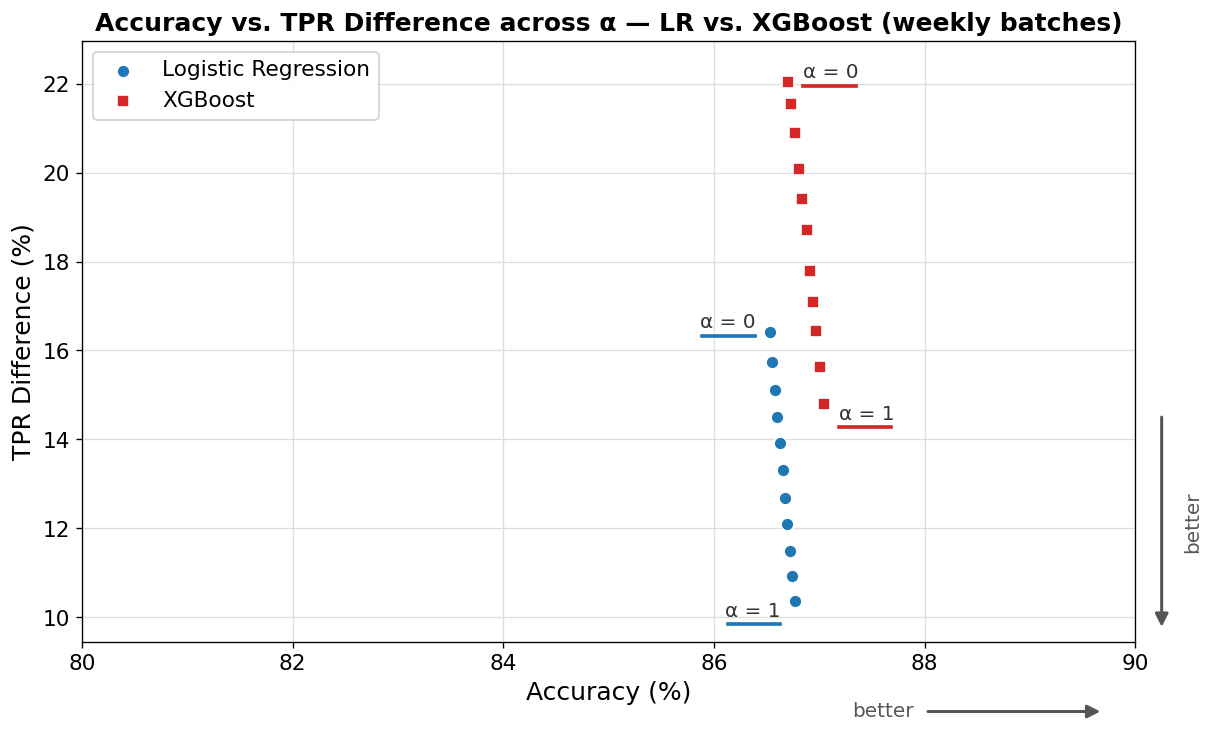 Accuracy vs. TPR Difference across α — LR vs. XGBoost (weekly batches)
Logistic Regression
XGBoost
α = 0
α = 0
α = 1
α = 1
22
20
18
16
14
12
10
TPR Difference (%)
80
82
84
86
88
90
Accuracy (%)
better
better